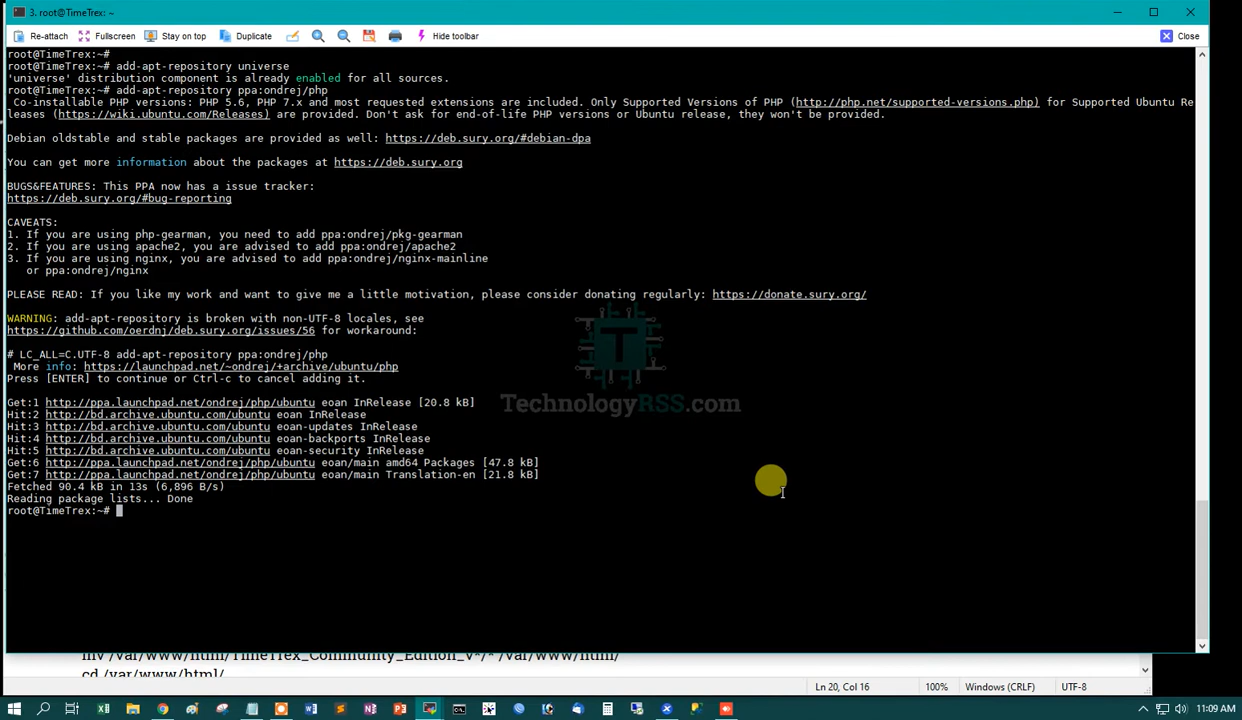 3. root@TimeTrex: ~
Re-attach Fullscreen Stay on top Duplicate Hide toolbar Close
root@TimeTrex:~#
root@TimeTrex:~# add-apt-repository universe
'universe' distribution component is already enabled for all sources.
root@TimeTrex:~# add-apt-repository ppa:ondrej/php
Co-installable PHP versions: PHP 5.6, PHP 7.x and most requested extensions are included. Only Supported Versions of PHP (http://php.net/supported-versions.php) for Supported Ubuntu Re
leases (https://wiki.ubuntu.com/Releases) are provided. Don't ask for end-of-life PHP versions or Ubuntu release, they won't be provided.
Debian oldstable and stable packages are provided as well: https://deb.sury.org/#debian-dpa
You can get more information about the packages at https://deb.sury.org
BUGS&FEATURES: This PPA now has a issue tracker:
https://deb.sury.org/#bug-reporting
CAVEATS:
1. If you are using php-gearman, you need to add ppa:ondrej/pkg-gearman
2. If you are using apache2, you are advised to add ppa:ondrej/apache2
3. If you are using nginx, you are advised to add ppa:ondrej/nginx-mainline
or ppa:ondrej/nginx
PLEASE READ: If you like my work and want to give me a little motivation, please consider donating regularly: https://donate.sury.org/
WARNING: add-apt-repository is broken with non-UTF-8 locales, see
https://github.com/oerdnj/deb.sury.org/issues/56 for workaround:
# LC_ALL=C.UTF-8 add-apt-repository ppa:ondrej/php
More info: https://launchpad.net/~ondrej/+archive/ubuntu/php
Press [ENTER] to continue or Ctrl-c to cancel adding it.
Get:1 http://ppa.launchpad.net/ondrej/php/ubuntu eoan InRelease [20.8 kB]
Hit:2 http://bd.archive.ubuntu.com/ubuntu eoan InRelease
Hit:3 http://bd.archive.ubuntu.com/ubuntu eoan-updates InRelease
Hit:4 http://bd.archive.ubuntu.com/ubuntu eoan-backports InRelease
Hit:5 http://bd.archive.ubuntu.com/ubuntu eoan-security InRelease
Get:6 http://ppa.launchpad.net/ondrej/php/ubuntu eoan/main amd64 Packages [47.8 kB]
Get:7 http://ppa.launchpad.net/ondrej/php/ubuntu eoan/main Translation-en [21.8 kB]
Fetched 90.4 kB in 13s (6,896 B/s)
Reading package lists... Done
root@TimeTrex:~#
TechnologyRSS.com
mv /var/www/html/TimeTrex_Community_Edition_v*/* /var/www/html/
cd /var/www/html/
Ln 20, Col 16 100% Windows (CRLF) UTF-8
11:09 AM